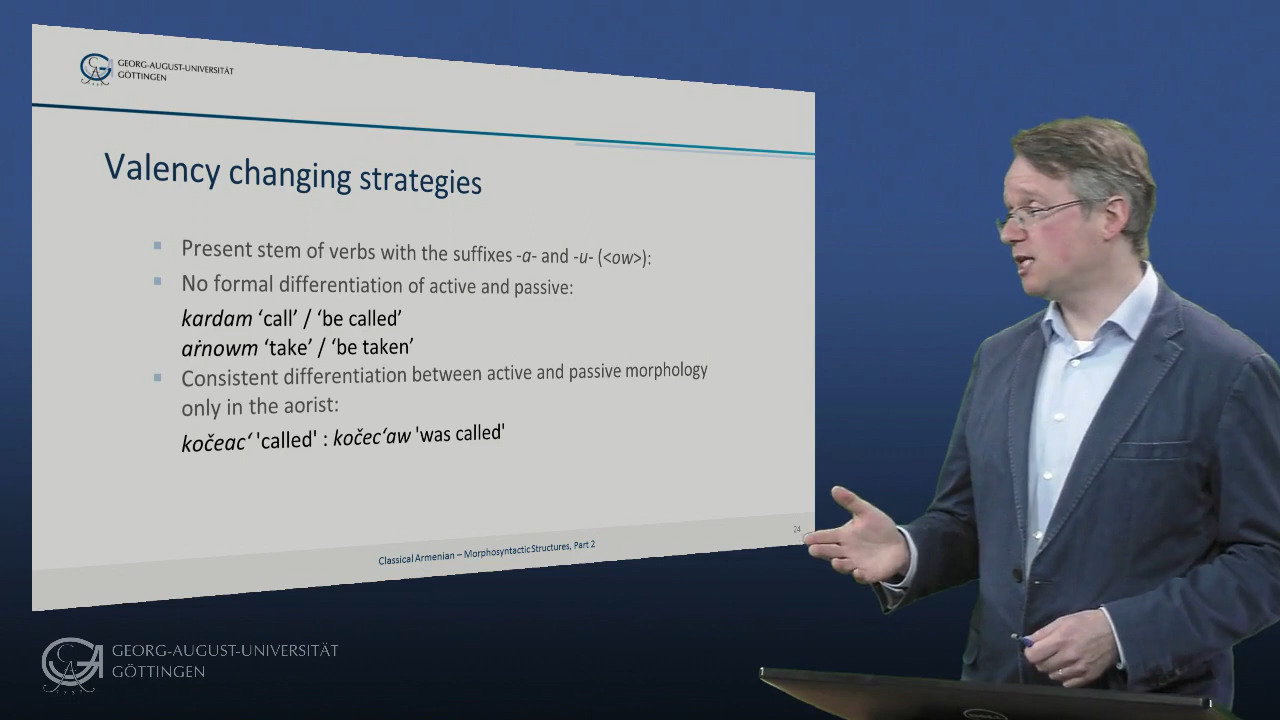 GEORG-AUGUST-UNIVERSITÄT
GÖTTINGEN
Valency changing strategies
Present stem of verbs with the suffixes -a- and -u- (<ow>):
No formal differentiation of active and passive:
kardam ‘call’ / ‘be called’
aṙnowm ‘take’ / ‘be taken’
Consistent differentiation between active and passive morphology
only in the aorist:
kočeac‘ 'called' : kočec‘aw 'was called'
Classical Armenian – Morphosyntactic Structures, Part 2
24
GEORG-AUGUST-UNIVERSITÄT
GÖTTINGEN